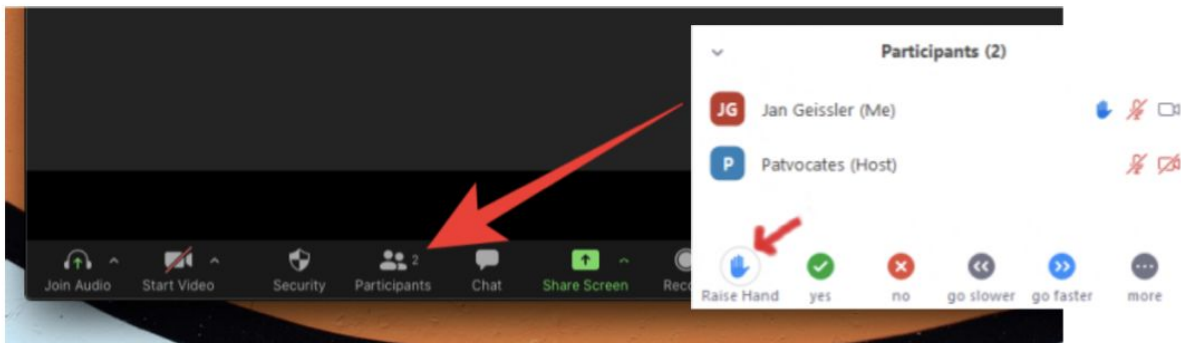 Participants (2)
JG Jan Geissler (Me)
P Patvocates (Host)
2
Join Audio Start Video Security Participants Chat Share Screen Reco
Raise Hand yes no go slower go faster more